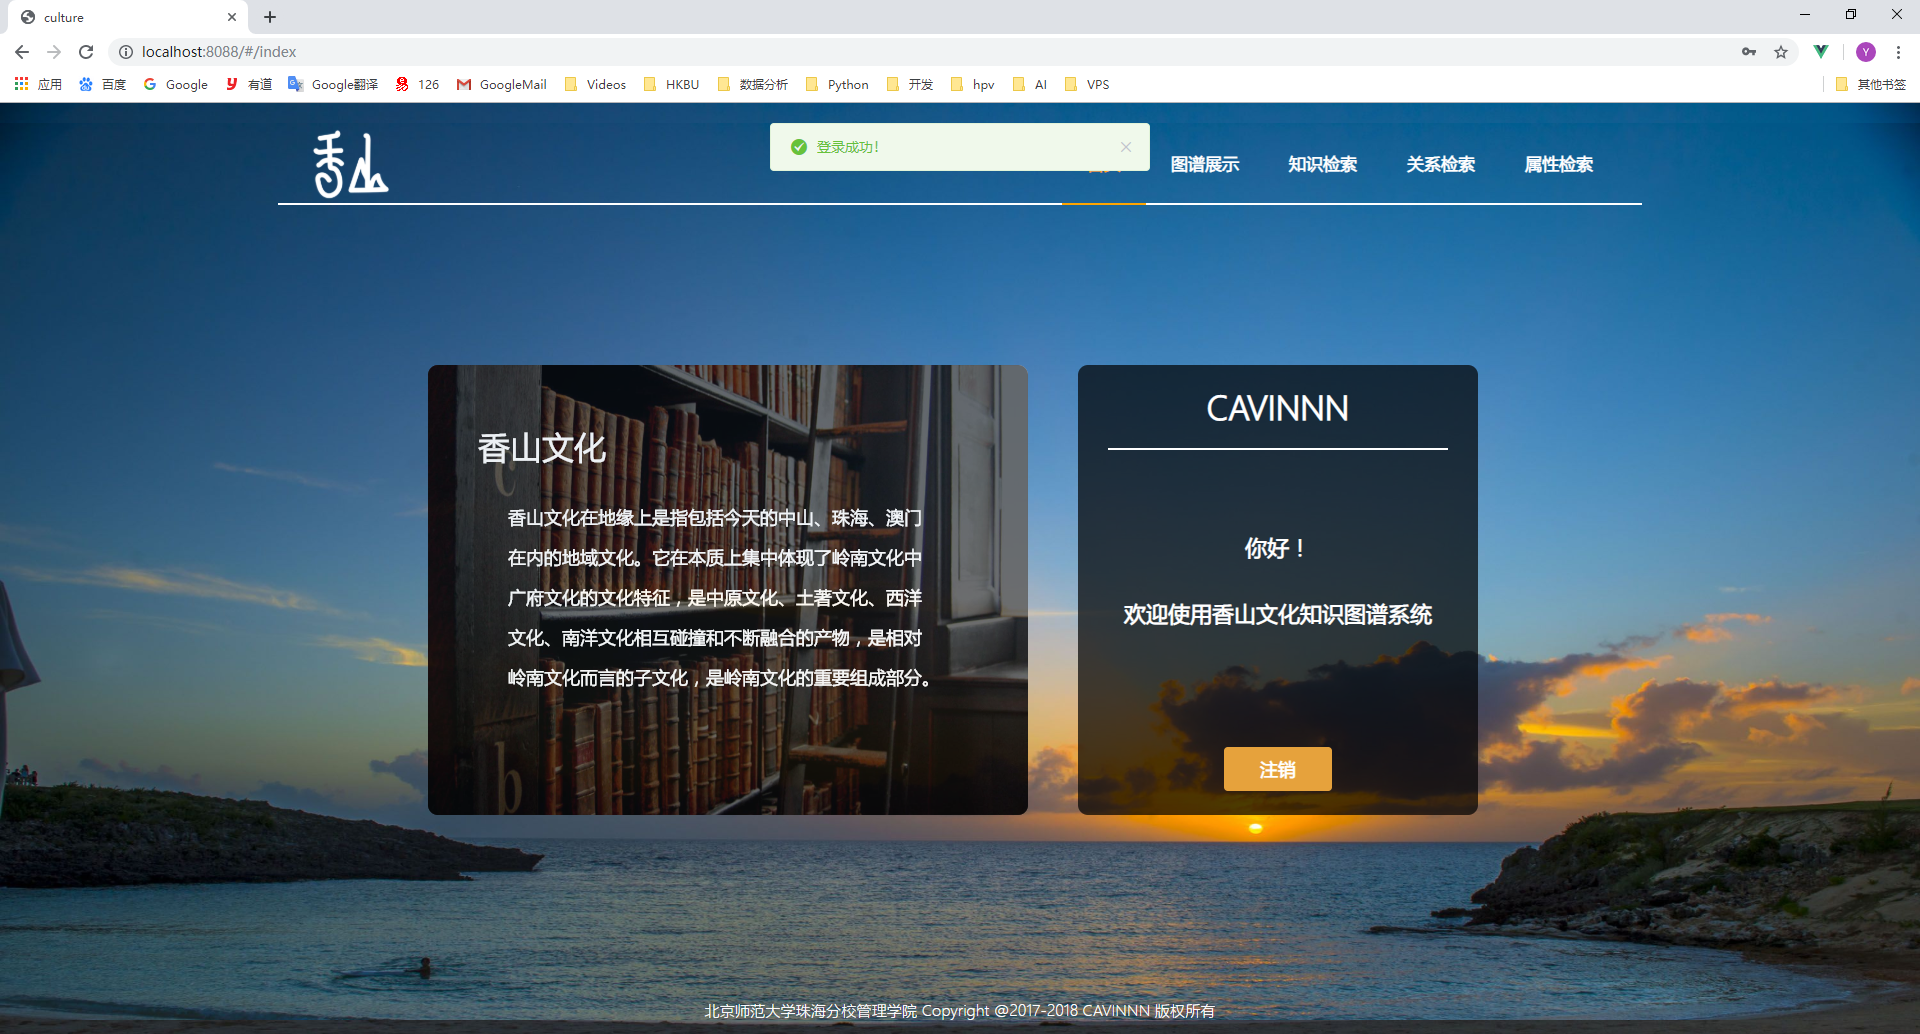 culture
localhost:8088/#/index
Y
应用 百度 Google 有道 Google翻译 126 GoogleMail Videos HKBU 数据分析 Python 开发 hpv AI VPS 其他书签
香山
登录成功!
图谱展示 知识检索 关系检索 属性检索
香山文化
香山文化在地缘上是指包括今天的中山、珠海、澳门
在内的地域文化。它在本质上集中体现了岭南文化中
广府文化的文化特征，是中原文化、土著文化、西洋
文化、南洋文化相互碰撞和不断融合的产物，是相对
岭南文化而言的子文化，是岭南文化的重要组成部分。
c
b
CAVINNN
你好！
欢迎使用香山文化知识图谱系统
注销
北京师范大学珠海分校管理学院 Copyright @2017-2018 CAVINNN 版权所有